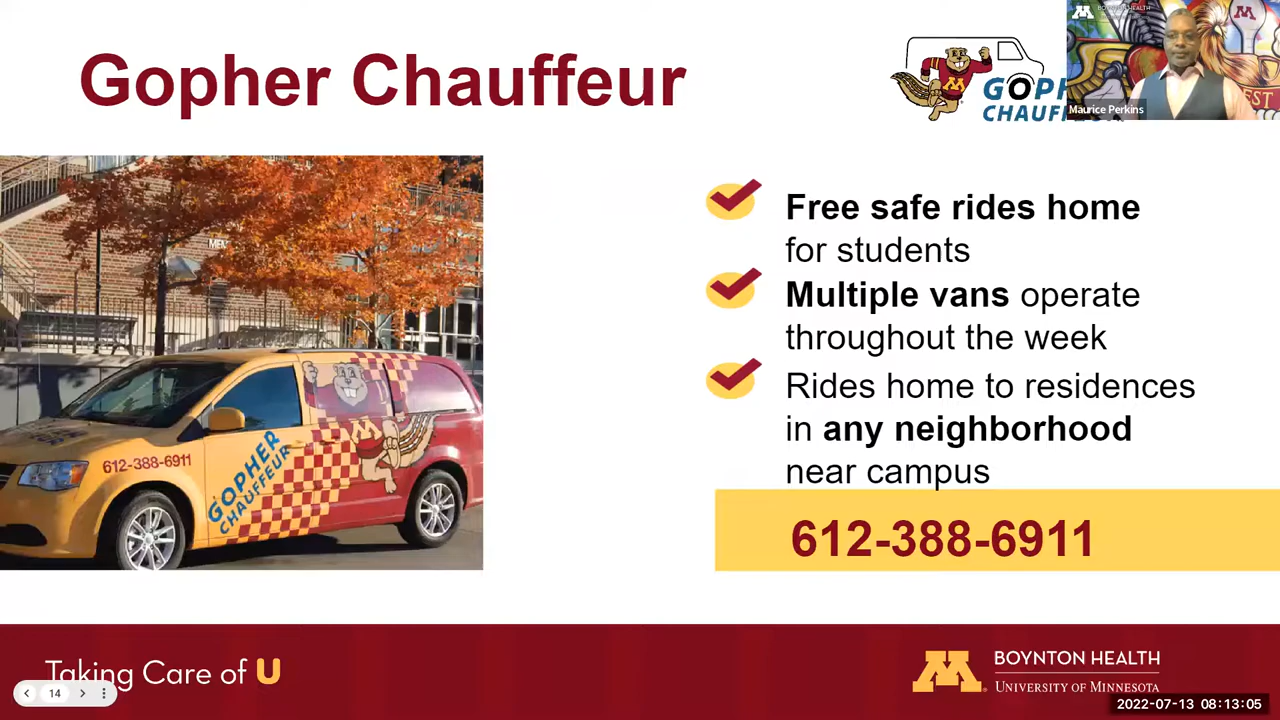 Gopher Chauffeur
BOYNTON HEALTH
M
Maurice Perkins
Free safe rides home
for students
Multiple vans operate
throughout the week
Rides home to residences
in any neighborhood
near campus
612-388-6911
612-388-6911
GOPHER
CHAUFFEUR
Taking Care of U
14
BOYNTON HEALTH
UNIVERSITY OF MINNESOTA
2022-07-13 08:13:05